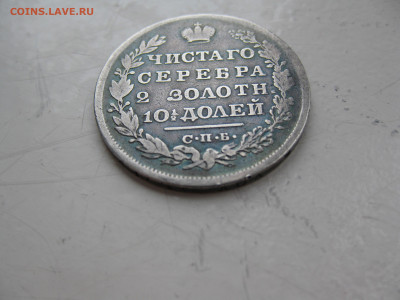 COINS.LAVE.RU
ЧИСТАГО
СЕРЕБРА
2 ЗОЛОТН
10½ ДОЛЕЙ
С·П·Б·